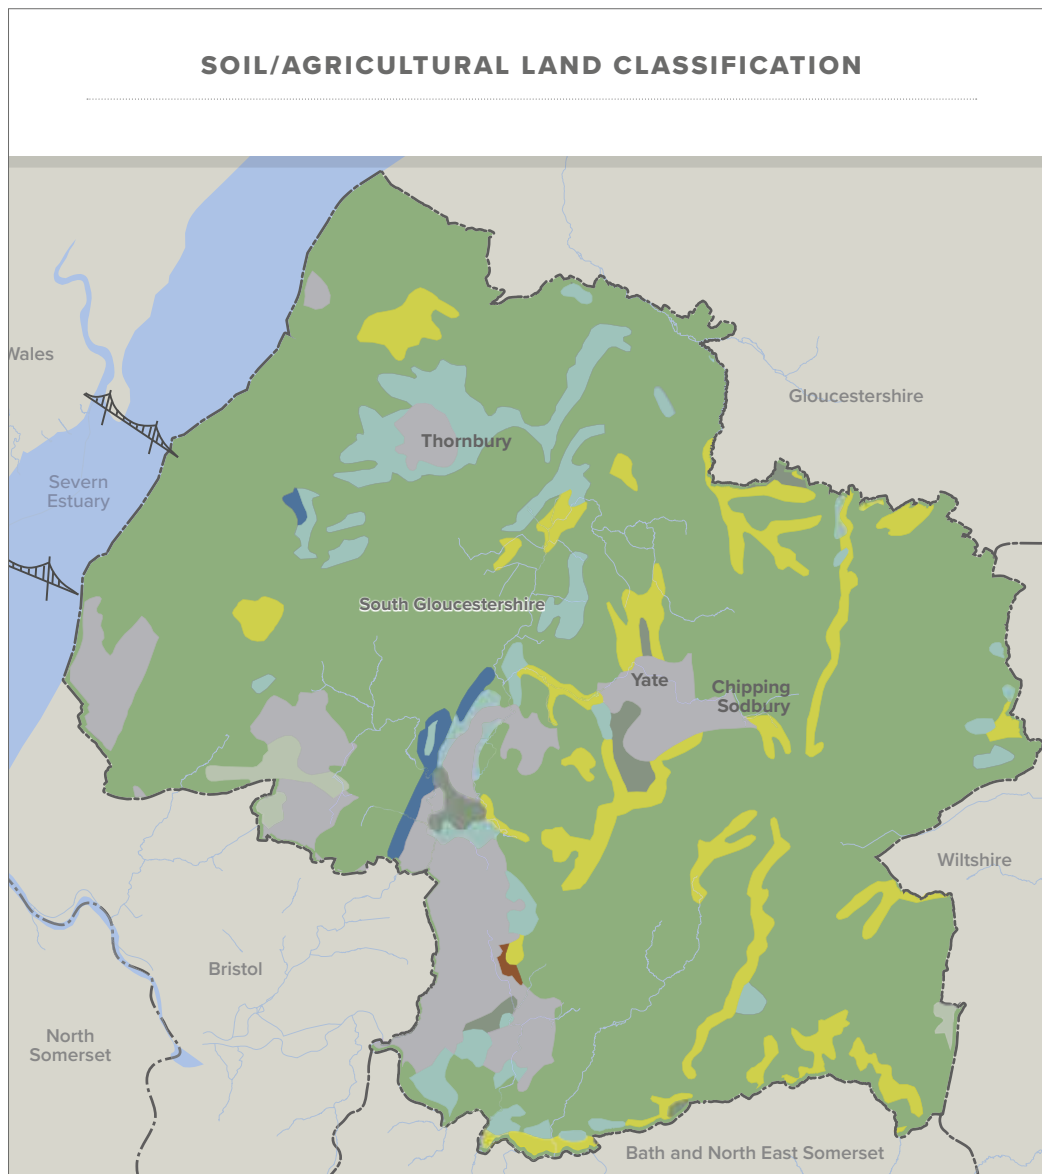 SOIL/AGRICULTURAL LAND CLASSIFICATION
Wales
Gloucestershire
Thornbury
Severn
Estuary
South Gloucestershire
Yate
Chipping
Sodbury
Wiltshire
Bristol
North
Somerset
Bath and North East Somerset